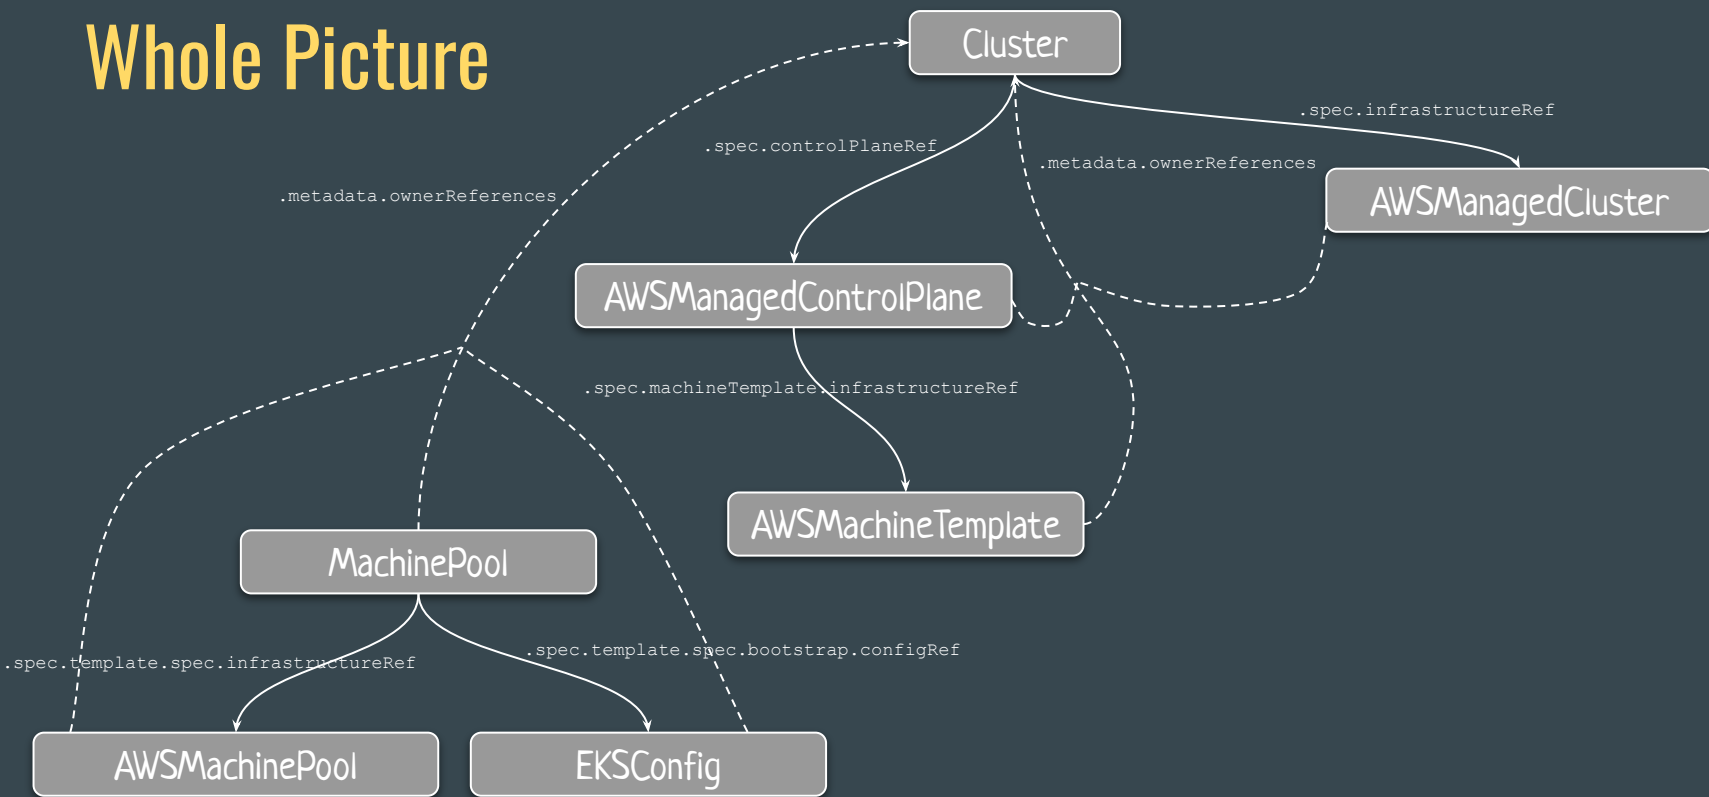 Whole Picture
Cluster
.spec.infrastructureRef
.spec.controlPlaneRef
.metadata.ownerReferences
.metadata.ownerReferences
AWSManagedCluster
AWSManagedControlPlane
.spec.machineTemplate.infrastructureRef
AWSMachineTemplate
MachinePool
.spec.template.spec.infrastructureRef
.spec.template.spec.bootstrap.configRef
AWSMachinePool
EKSConfig